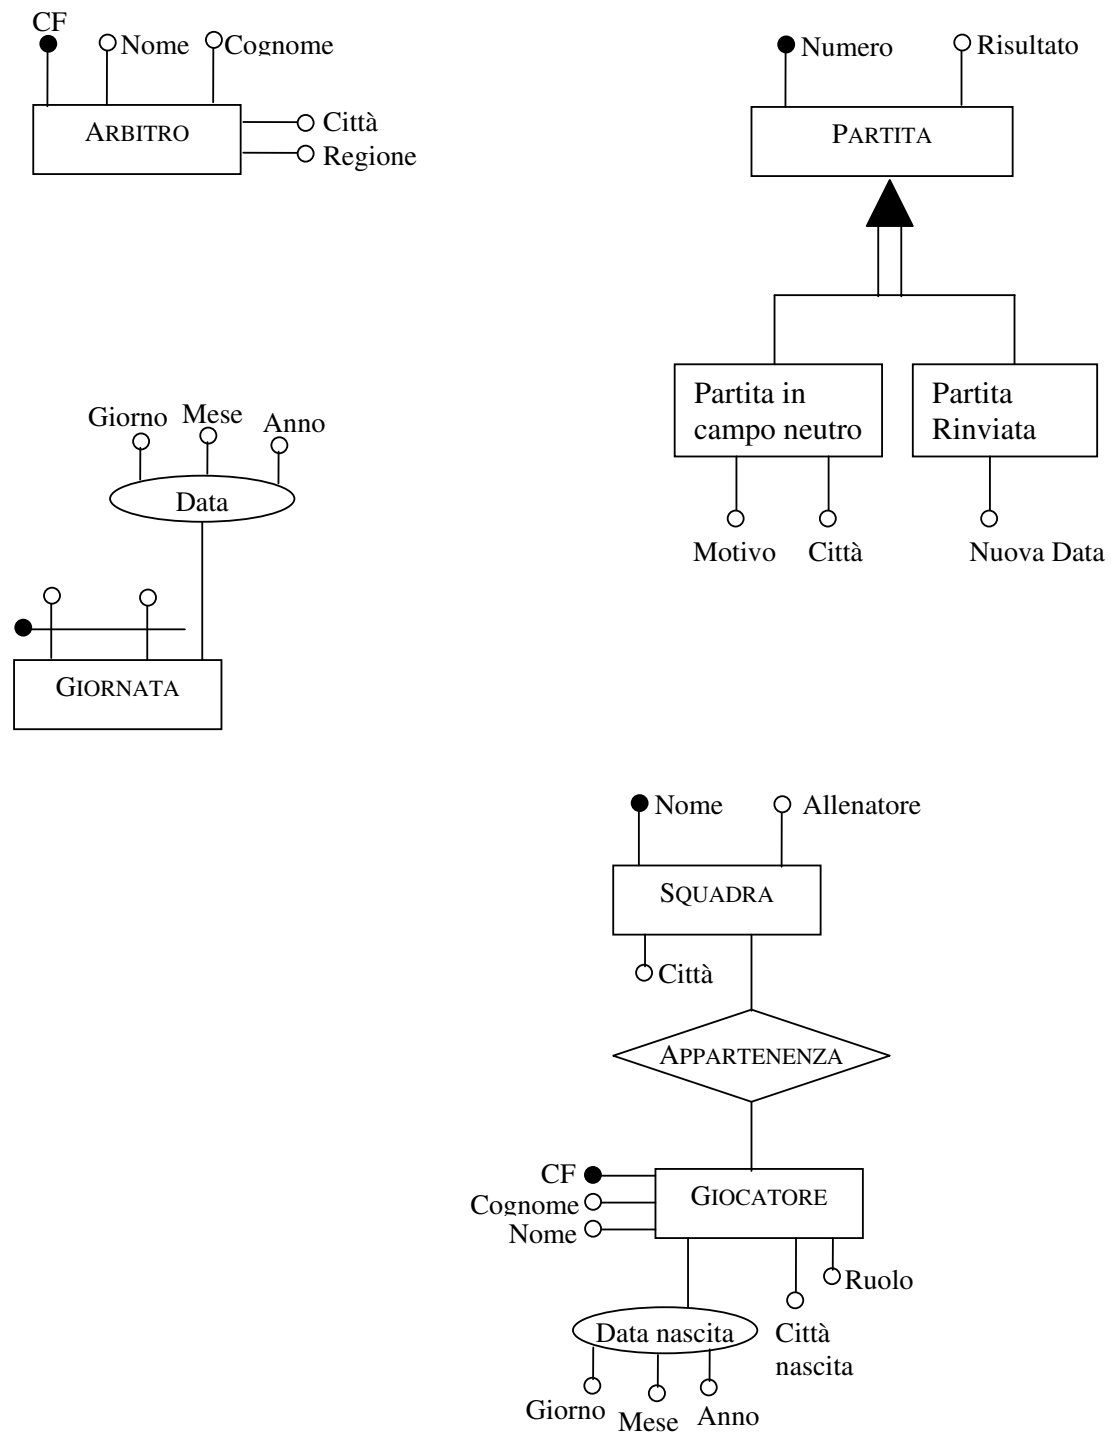 CF
Nome
Cognome
ARBITRO
Città
Regione
Numero
Risultato
PARTITA
Partita in
campo neutro
Partita
Rinviata
Motivo
Città
Nuova Data
Giorno
Mese
Anno
Data
GIORNATA
Nome
Allenatore
SQUADRA
Città
APPARTENENZA
CF
Cognome
Nome
GIOCATORE
Ruolo
Data nascita
Città
nascita
Giorno
Mese
Anno